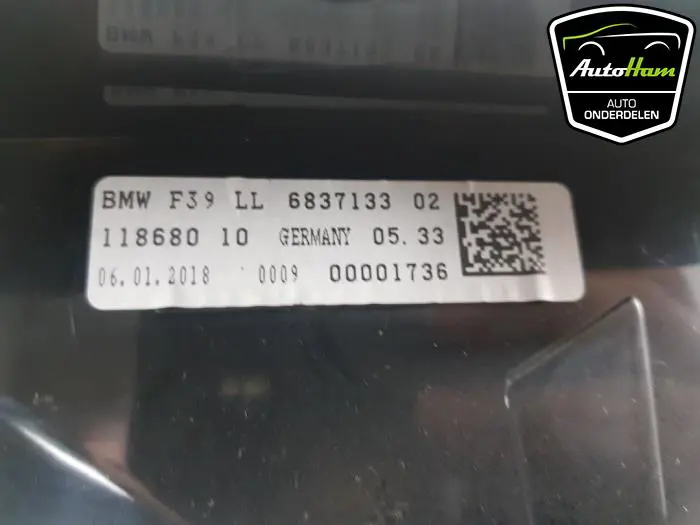 BMW F39 LL 6837133 02
118680 10 GERMANY 05.33
06.01.2018 0009 00001736
AutoHam
AUTO
ONDERDELEN